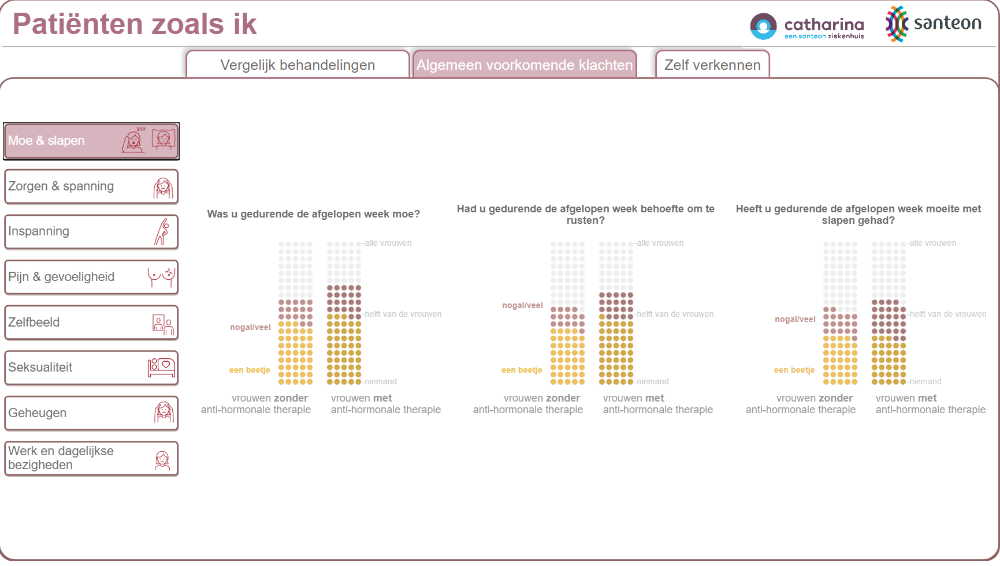 Patiënten zoals ik
catharina
een santeon ziekenhuis
santeon
Vergelijk behandelingen
Algemeen voorkomende klachten
Zelf verkennen
Moe & slapen
zzz
Zorgen & spanning
Inspanning
Pijn & gevoeligheid
Zelfbeeld
Seksualiteit
Geheugen
Werk en dagelijkse
bezigheden
Was u gedurende de afgelopen week moe?
-alle vrouwen
-helft van de vrouwen
nogal/veel
een beetje
-niemand
vrouwen zonder
anti-hormonale therapie
vrouwen met
anti-hormonale therapie
Had u gedurende de afgelopen week behoefte om te
rusten?
-alle vrouwen
nogal/veel
-helft van de vrouwen
een beetje
-niemand
vrouwen zonder
anti-hormonale therapie
vrouwen met
anti-hormonale therapie
Heeft u gedurende de afgelopen week moeite met
slapen gehad?
-alle vrouwen
-helft van de vrouwen
nogal/veel
een beetje
-niemand
vrouwen zonder
anti-hormonale therapie
vrouwen met
anti-hormonale therapie